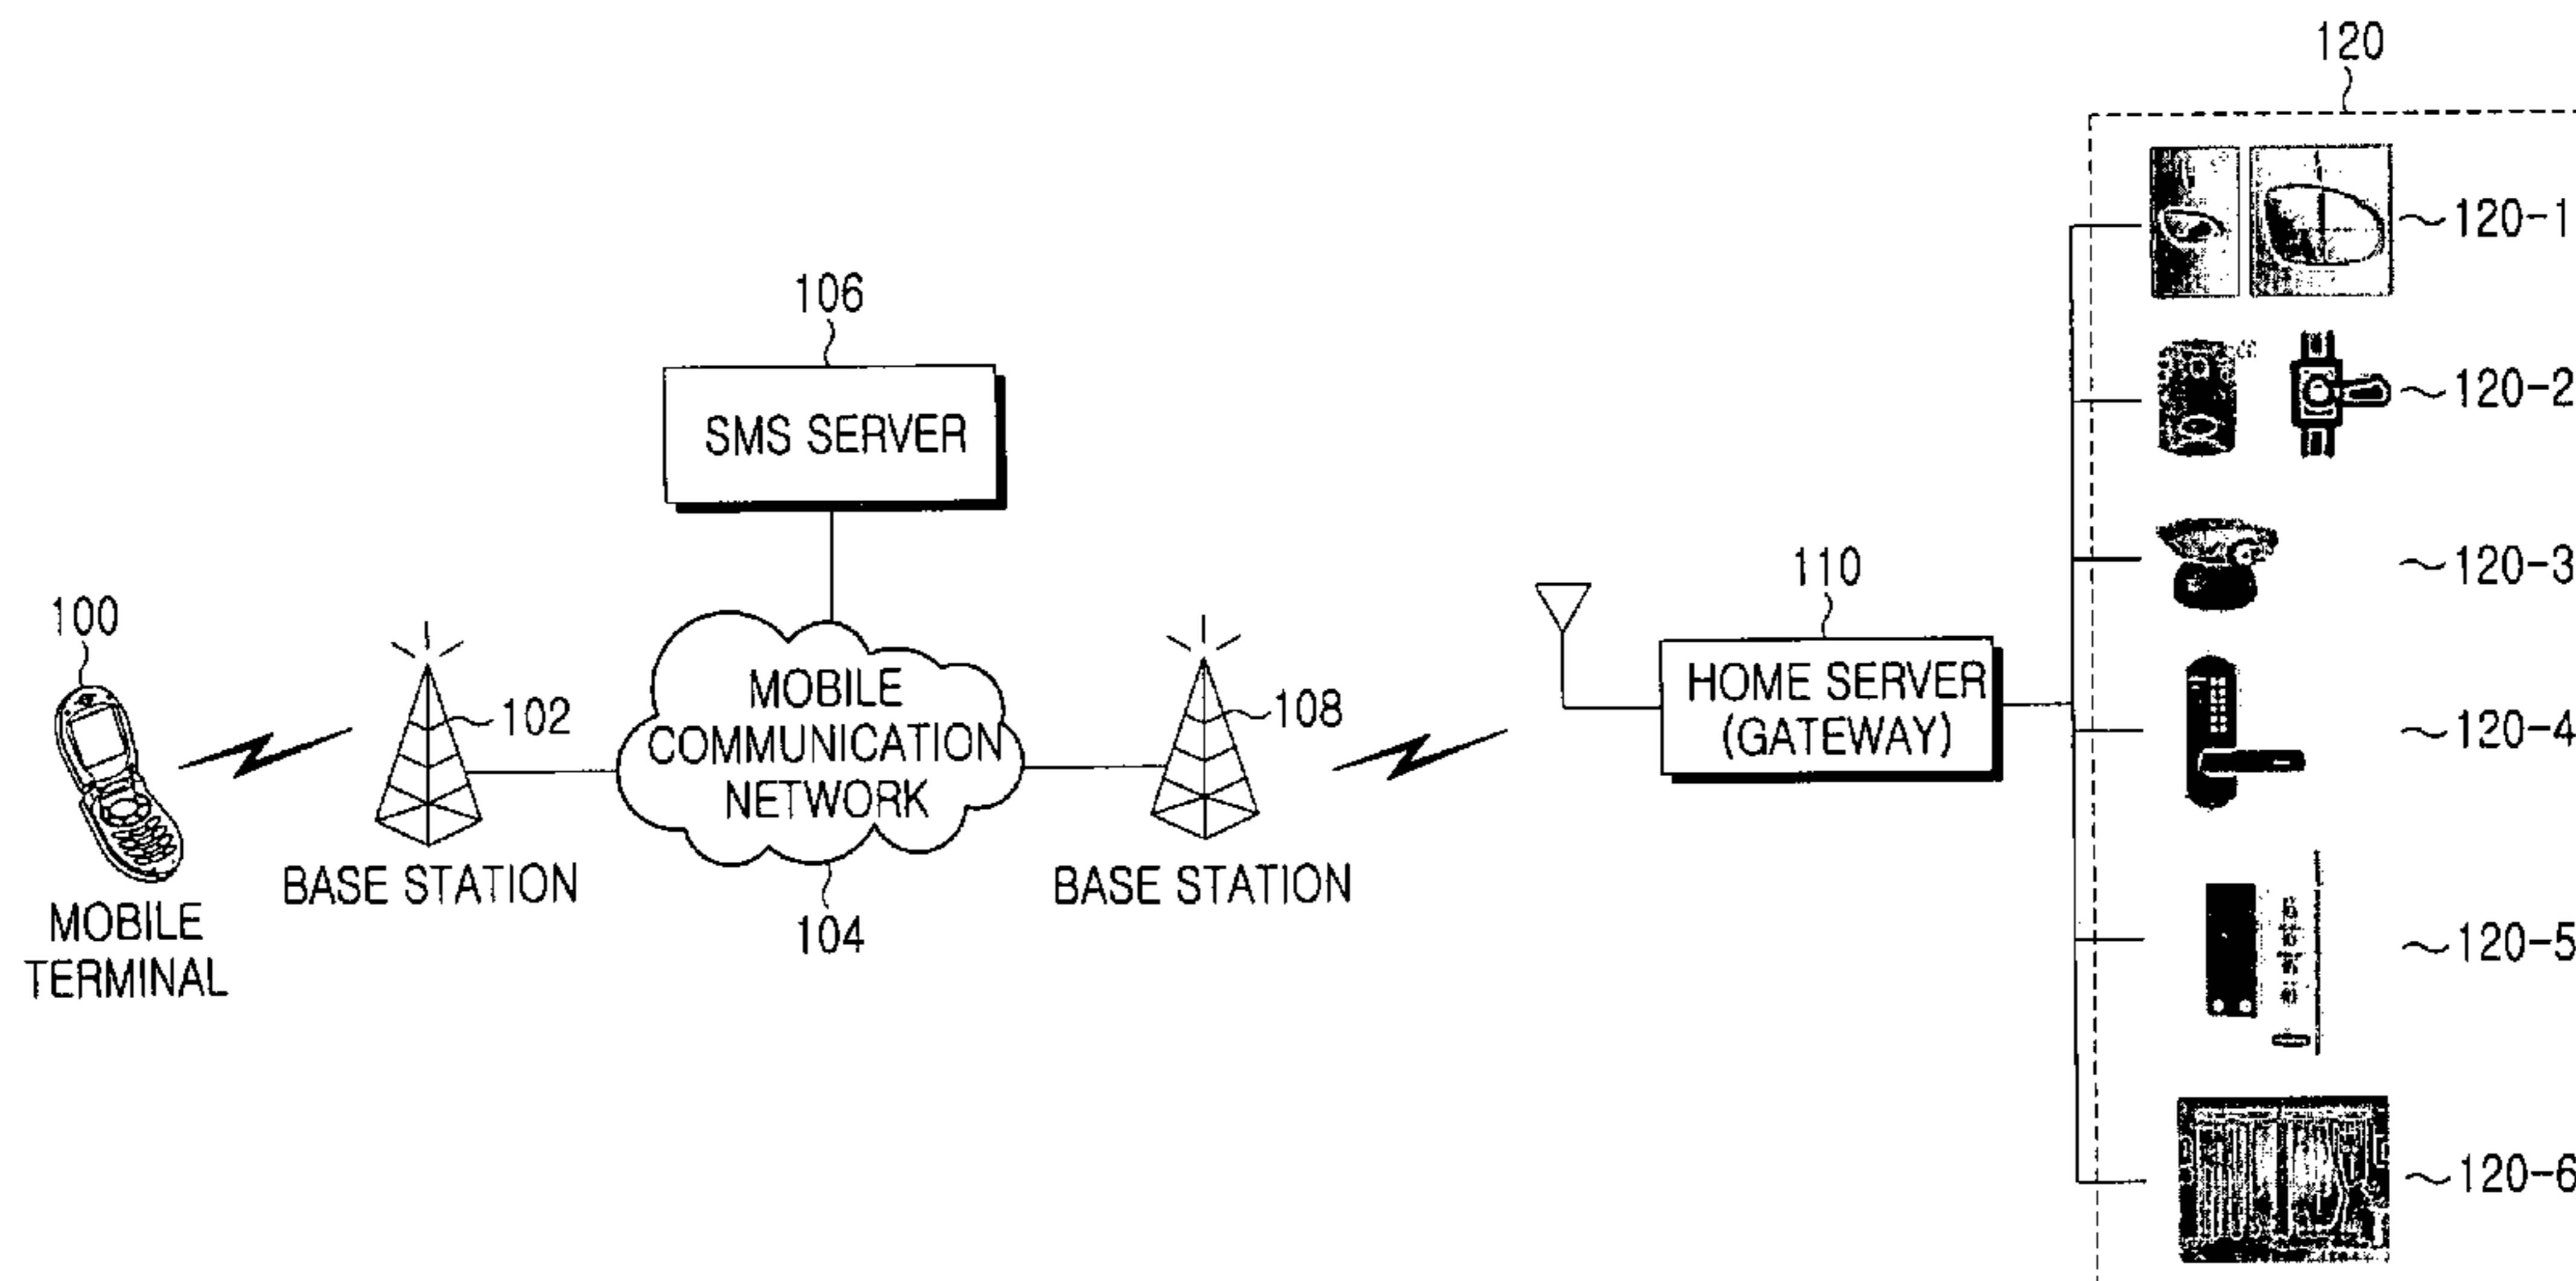 120
120-1
106
120-2
SMS SERVER
110
120-3
100
MOBILE
COMMUNICATION
NETWORK
102
108
HOME SERVER
(GATEWAY)
120-4
BASE STATION
BASE STATION
MOBILE
TERMINAL
104
120-5
120-6